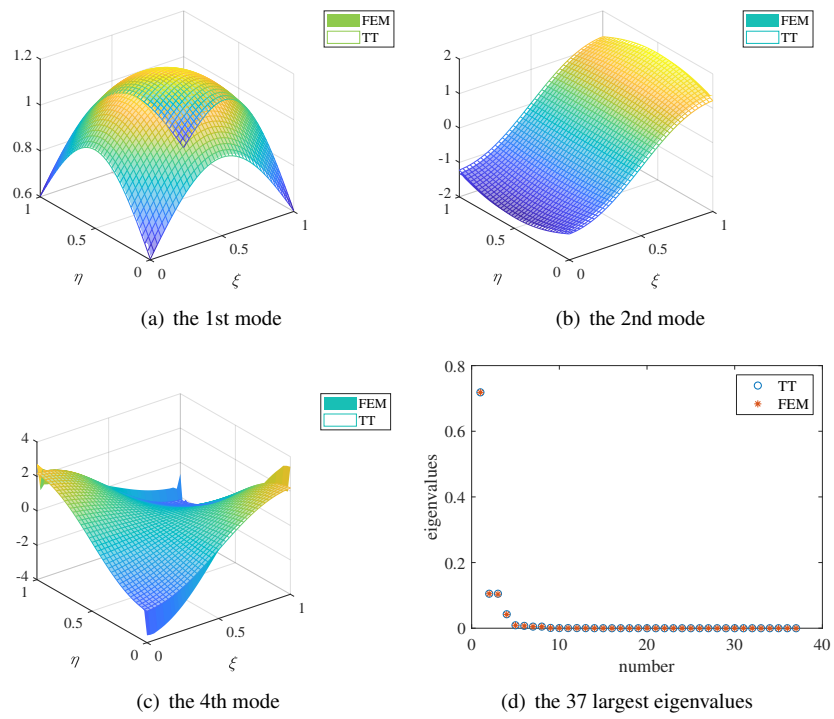 FEM
TT
1.2
1
0.8
0.6
1
0.5
0
η
0
0.5
1
ξ
(a) the 1st mode
FEM
TT
2
1
0
-1
-2
1
0.5
0
η
0
0.5
1
ξ
(b) the 2nd mode
FEM
TT
4
2
0
-2
-4
1
0.5
0
η
0
0.5
1
ξ
(c) the 4th mode
TT
FEM
0.8
0.6
0.4
0.2
0
eigenvalues
0 10 20 30 40
number
(d) the 37 largest eigenvalues